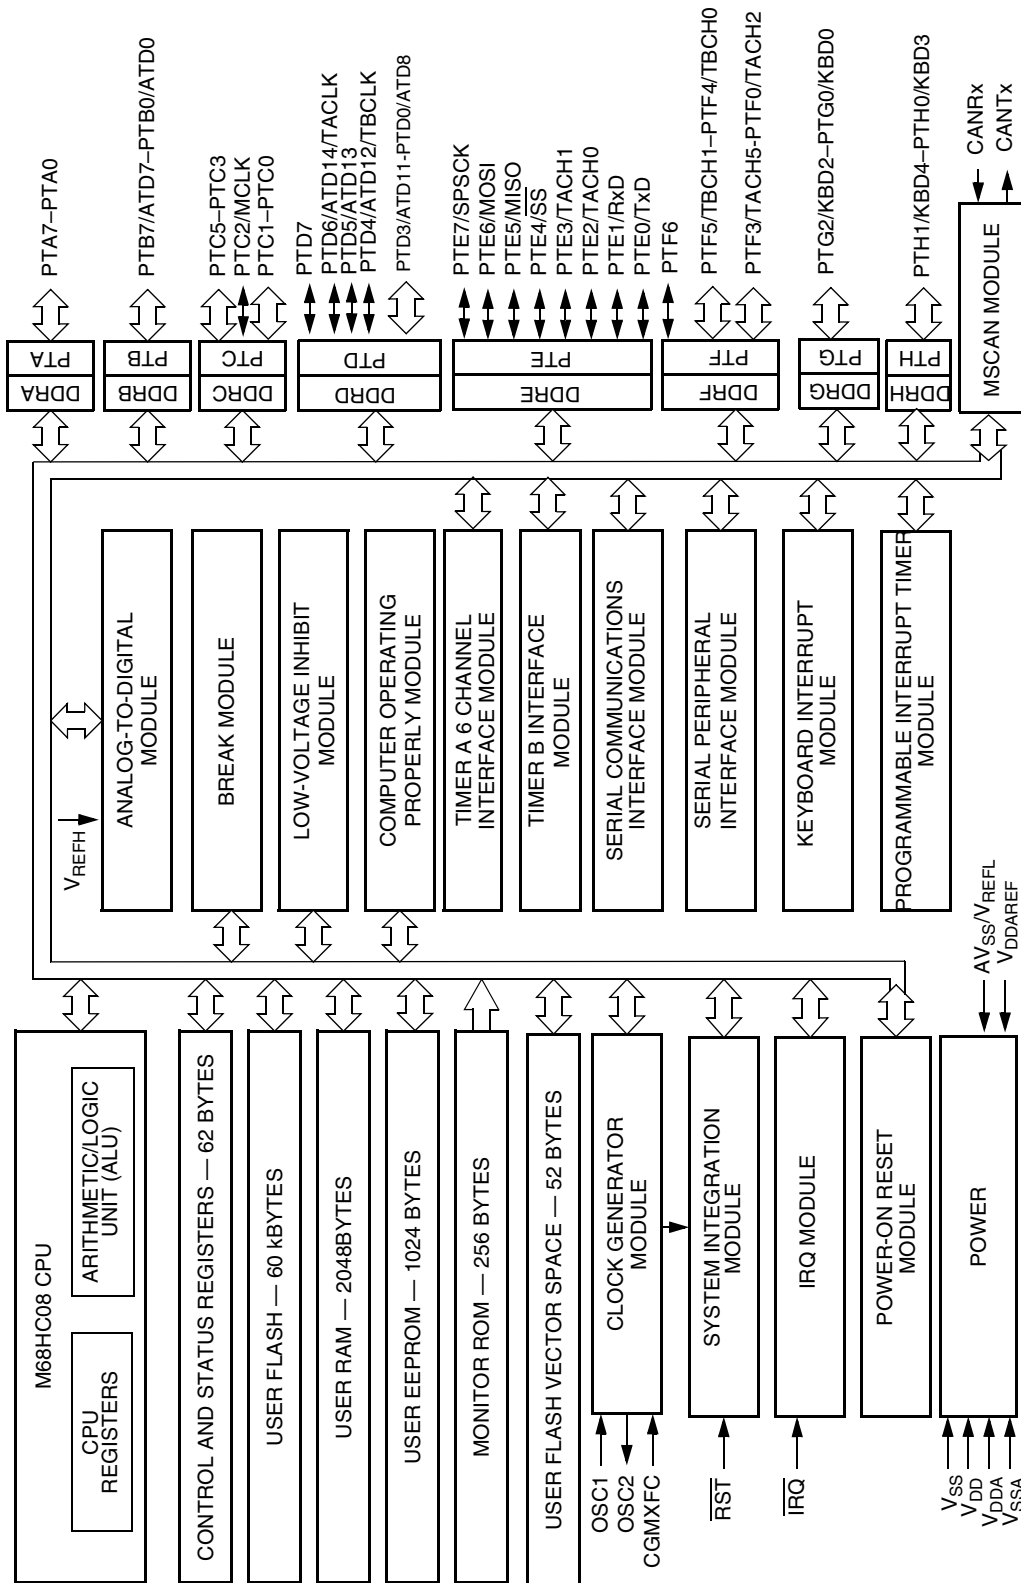 M68HC08 CPU
CPU
REGISTERS
ARITHMETIC/LOGIC
UNIT (ALU)
CONTROL AND STATUS REGISTERS — 62 BYTES
USER FLASH — 60 kBYTES
USER RAM — 2048BYTES
USER EEPROM — 1024 BYTES
MONITOR ROM — 256 BYTES
USER FLASH VECTOR SPACE — 52 BYTES
OSC1
OSC2
CGMXFC
CLOCK GENERATOR
MODULE
RST
SYSTEM INTEGRATION
MODULE
IRQ
IRQ MODULE
POWER-ON RESET
MODULE
VSS
VDD
VDDA
VSSA
POWER
AVSS/VREFL
VDDAREF
VREFH
ANALOG-TO-DIGITAL
MODULE
BREAK MODULE
LOW-VOLTAGE INHIBIT
MODULE
COMPUTER OPERATING
PROPERLY MODULE
TIMER A 6 CHANNEL
INTERFACE MODULE
TIMER B INTERFACE
MODULE
SERIAL COMMUNICATIONS
INTERFACE MODULE
SERIAL PERIPHERAL
INTERFACE MODULE
KEYBOARD INTERRUPT
MODULE
PROGRAMMABLE INTERRUPT TIMER
MODULE
DDRA
PTA
PTA7–PTA0
DDRB
PTB
PTB7/ATD7–PTB0/ATD0
DDRC
PTC
PTC5–PTC3
PTC2/MCLK
PTC1–PTC0
DDRD
PTD
PTD7
PTD6/ATD14/TACLK
PTD5/ATD13
PTD4/ATD12/TBCLK
PTD3/ATD11-PTD0/ATD8
DDRE
PTE
PTE7/SPSCK
PTE6/MOSI
PTE5/MISO
PTE4/SS
PTE3/TACH1
PTE2/TACH0
PTE1/RxD
PTE0/TxD
DDRF
PTF
PTF6
PTF5/TBCH1–PTF4/TBCH0
PTF3/TACH5-PTF0/TACH2
DDRG
PTG
PTG2/KBD2–PTG0/KBD0
DDRH
PTH
PTH1/KBD4–PTH0/KBD3
MSCAN MODULE
CANRx
CANTx